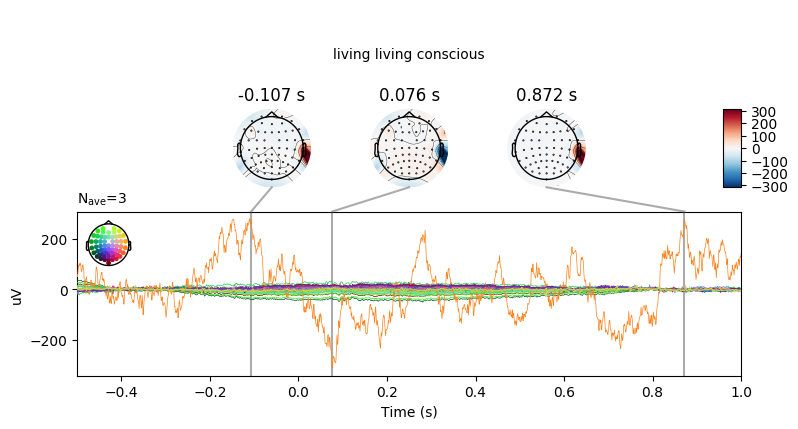 living living conscious
-0.107 s 0.076 s 0.872 s
300
200
100
0
−100
−200
−300
Nave=3
200
0
−200
uV
−0.4 −0.2 0.0 0.2 0.4 0.6 0.8 1.0
Time (s)